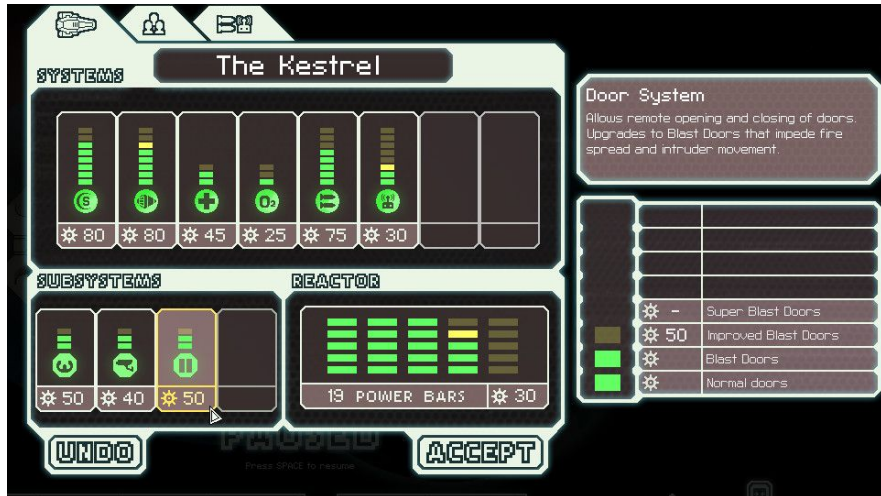 The Kestrel
SYSTEMS
S
O2
80 80 45 25 75 30
SUBSYSTEMS
50 40 50
REACTOR
19 POWER BARS 30
UNDO
PAUSED
Press SPACE to resume
ACCEPT
Door System
Allows remote opening and closing of doors.
Upgrades to Blast Doors that impede fire
spread and intruder movement.
- Super Blast Doors
50 Improved Blast Doors
Blast Doors
Normal doors